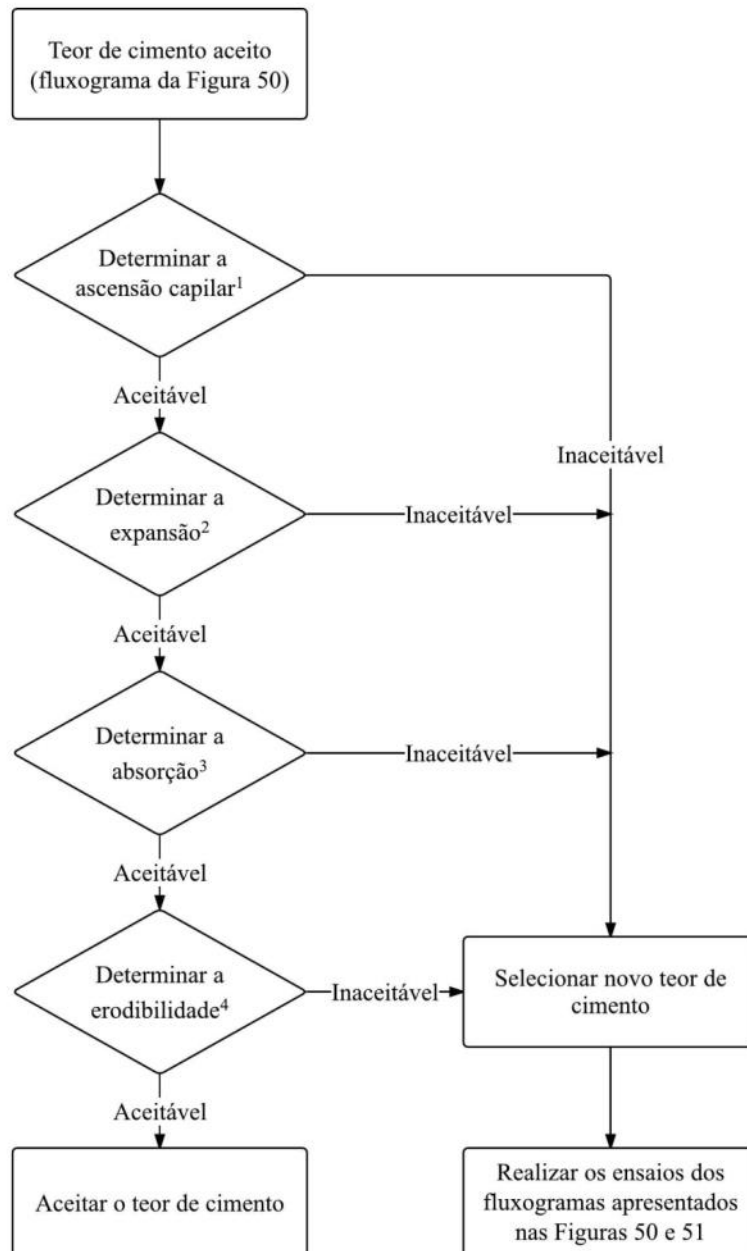 Teor de cimento aceito
(fluxograma da Figura 50)
Determinar a
ascensão capilar¹
Aceitável
Inaceitável
Determinar a
expansão²
Inaceitável
Aceitável
Determinar a
absorção³
Inaceitável
Aceitável
Determinar a
erodibilidade⁴
Inaceitável
Selecionar novo teor de
cimento
Aceitável
Aceitar o teor de cimento
Realizar os ensaios dos
fluxogramas apresentados
nas Figuras 50 e 51